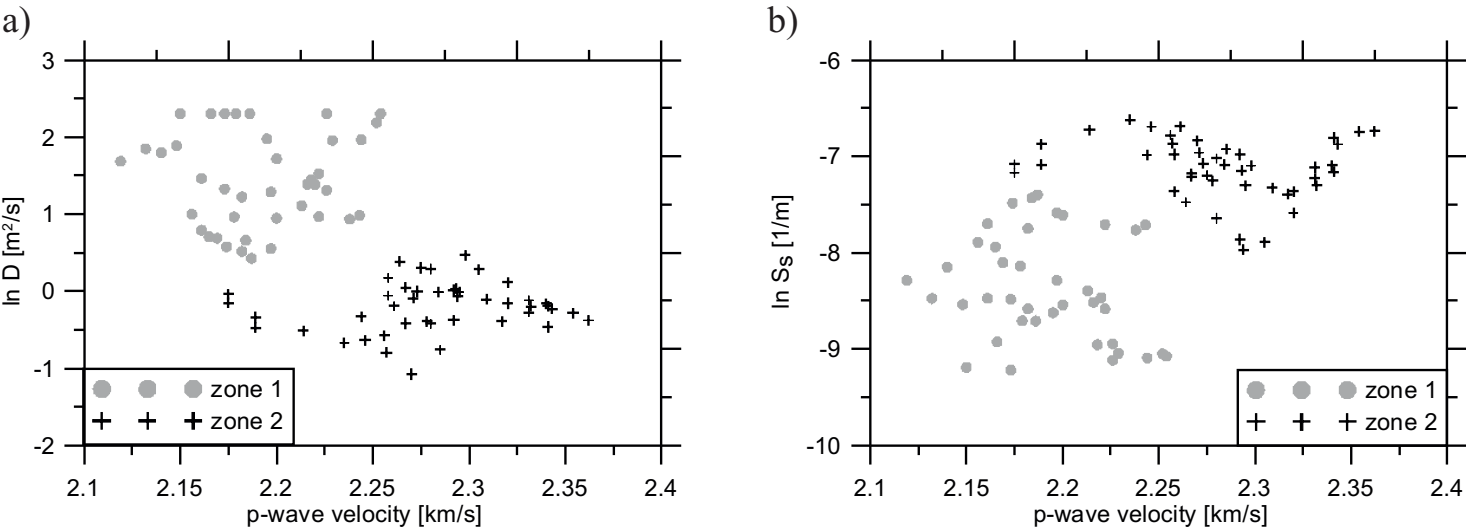 a)
3
2
1
0
-1
-2
ln D [m²/s]
zone 1
zone 2
2.1 2.15 2.2 2.25 2.3 2.35 2.4
p-wave velocity [km/s]
b)
-6
-7
-8
-9
-10
ln Ss [1/m]
zone 1
zone 2
2.1 2.15 2.2 2.25 2.3 2.35 2.4
p-wave velocity [km/s]